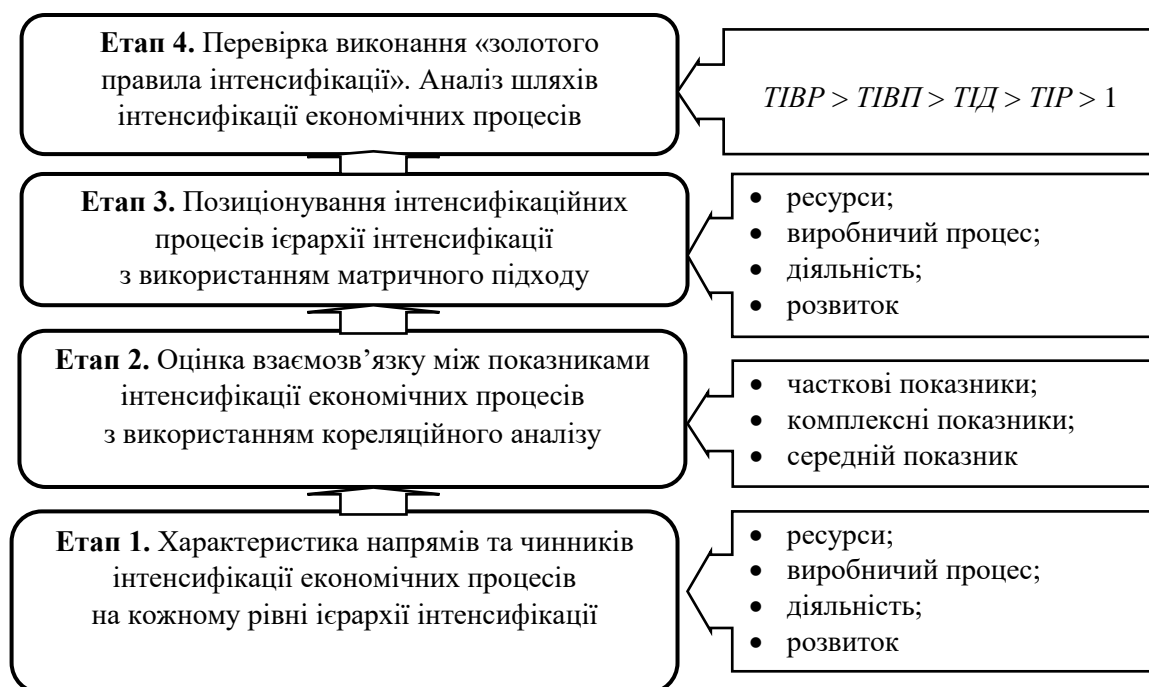 Етап 4. Перевірка виконання «золотого
правила інтенсифікації». Аналіз шляхів
інтенсифікації економічних процесів
ТІВР > ТІВП > ТІД > ТІР > 1
Етап 3. Позиціонування інтенсифікаційних
процесів ієрархії інтенсифікації
з використанням матричного підходу
• ресурси;
• виробничий процес;
• діяльність;
• розвиток
Етап 2. Оцінка взаємозв’язку між показниками
інтенсифікації економічних процесів
з використанням кореляційного аналізу
• часткові показники;
• комплексні показники;
• середній показник
Етап 1. Характеристика напрямів та чинників
інтенсифікації економічних процесів
на кожному рівні ієрархії інтенсифікації
• ресурси;
• виробничий процес;
• діяльність;
• розвиток